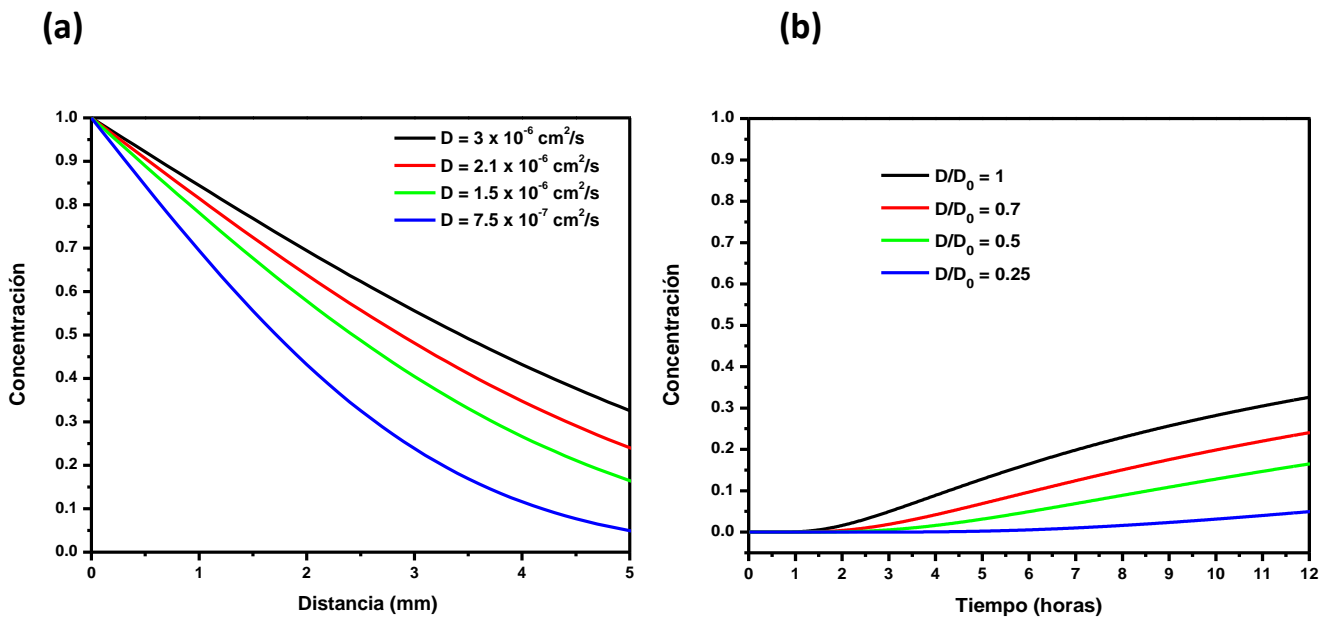 (a)
1.0
0.9
0.8
0.7
0.6
0.5
0.4
0.3
0.2
0.1
0.0
Concentración
D = 3 x 10⁻⁶ cm²/s
D = 2.1 x 10⁻⁶ cm²/s
D = 1.5 x 10⁻⁶ cm²/s
D = 7.5 x 10⁻⁷ cm²/s
0 1 2 3 4 5
Distancia (mm)
(b)
1.0
0.9
0.8
0.7
0.6
0.5
0.4
0.3
0.2
0.1
0.0
Concentración
D/D₀ = 1
D/D₀ = 0.7
D/D₀ = 0.5
D/D₀ = 0.25
0 1 2 3 4 5 6 7 8 9 10 11 12
Tiempo (horas)